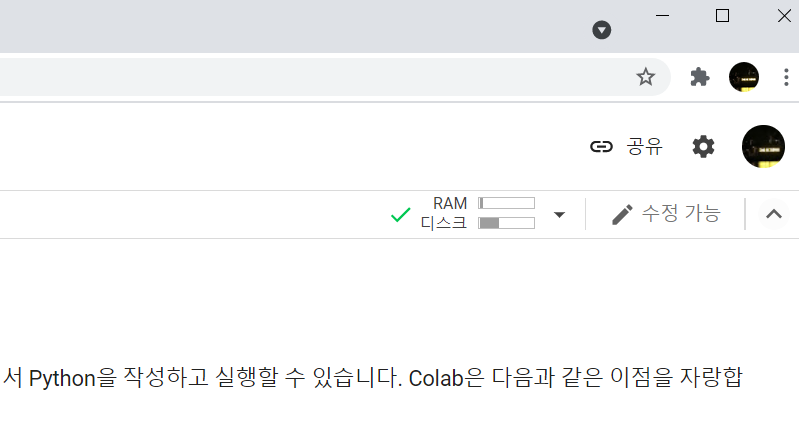 공유
RAM
디스크
수정 가능
서 Python을 작성하고 실행할 수 있습니다. Colab은 다음과 같은 이점을 자랑합